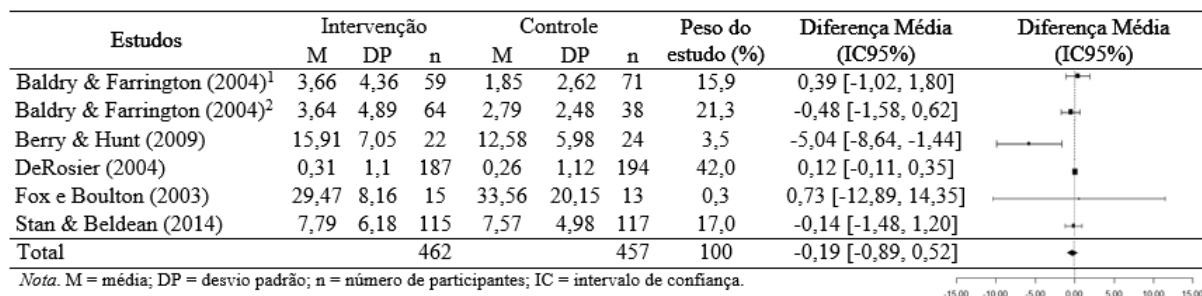 Estudos Intervenção Controle Peso do estudo (%) Diferença Média (IC95%) Diferença Média (IC95%)
M DP n M DP n
Baldry & Farrington (2004)¹ 3,66 4,36 59 1,85 2,62 71 15,9 0,39 [-1,02, 1,80]
Baldry & Farrington (2004)² 3,64 4,89 64 2,79 2,48 38 21,3 -0,48 [-1,58, 0,62]
Berry & Hunt (2009) 15,91 7,05 22 12,58 5,98 24 3,5 -5,04 [-8,64, -1,44]
DeRosier (2004) 0,31 1,1 187 0,26 1,12 194 42,0 0,12 [-0,11, 0,35]
Fox e Boulton (2003) 29,47 8,16 15 33,56 20,15 13 0,3 0,73 [-12,89, 14,35]
Stan & Beldean (2014) 7,79 6,18 115 7,57 4,98 117 17,0 -0,14 [-1,48, 1,20]
Total 462 457 100 -0,19 [-0,89, 0,52]
Nota. M = média; DP = desvio padrão; n = número de participantes; IC = intervalo de confiança.
-15.00 -10.00 -5.00 0.00 5.00 10.00 15.00